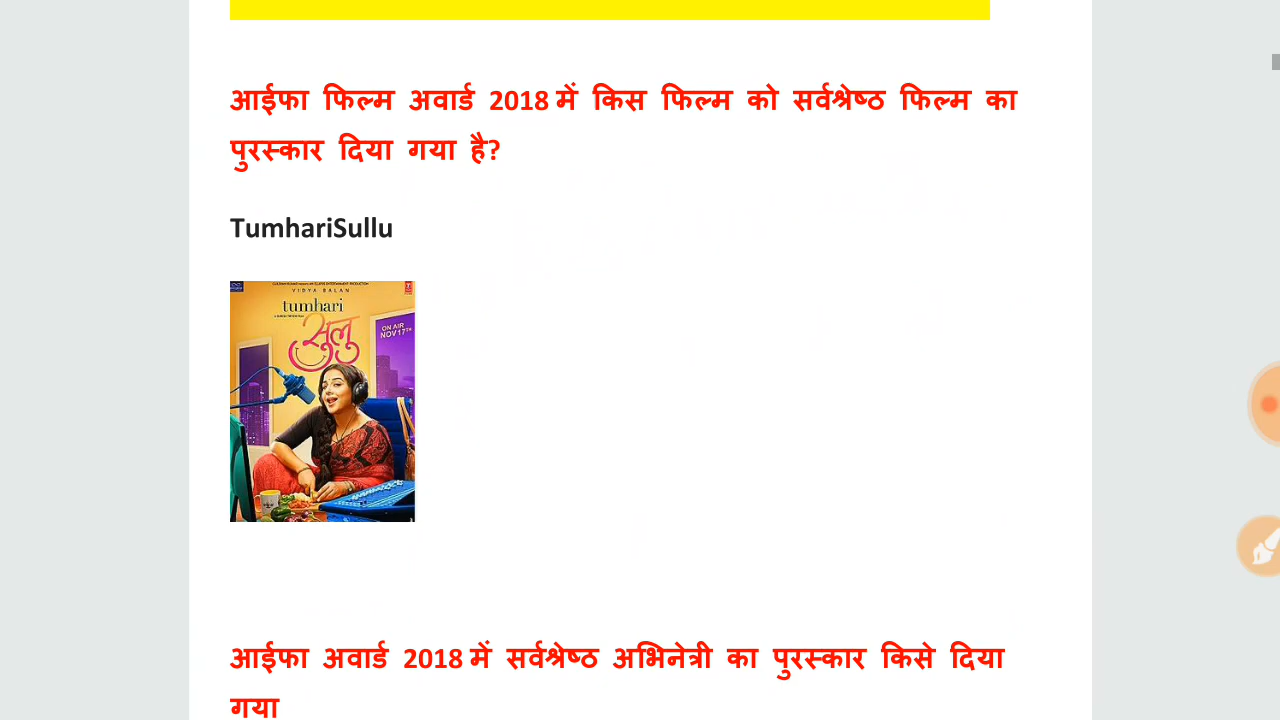 आईफा फिल्म अवार्ड 2018 में किस फिल्म को सर्वश्रेष्ठ फिल्म का
पुरस्कार दिया गया है?
TumhariSullu
VIDYA BALAN
tumhari
सुलु
ON AIR
NOV 17TH
आईफा अवार्ड 2018 में सर्वश्रेष्ठ अभिनेत्री का पुरस्कार किसे दिया
गया